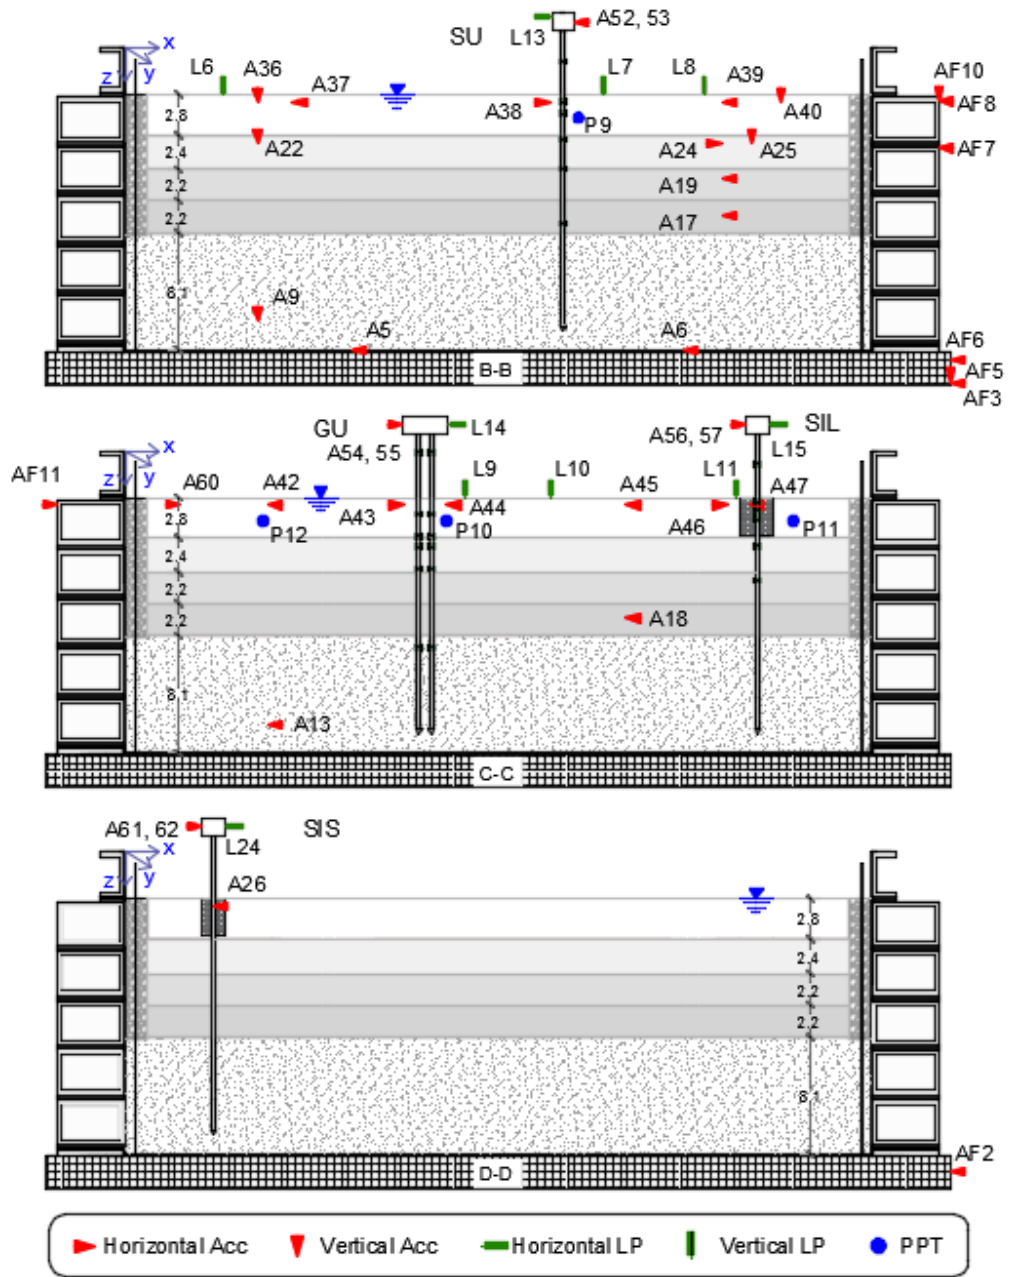 A52, 53
SU
L13
x
z
y
L6
A36
A37
L7
L8
A39
AF10
AF8
2.8
A38
P9
A40
A22
A24
A25
AF7
2.4
A19
2.2
A17
2.2
A9
8.1
A5
A6
AF6
B-B
AF5
AF3
GU
L14
A56, 57
SIL
A54, 55
L15
x
z
y
L9
L10
L11
AF11
A60
A42
A45
A47
2.8
A43
A44
A46
P12
P10
P11
2.4
2.2
2.2
A18
8.1
A13
C-C
A61, 62
SIS
L24
x
z
y
A26
2.8
2.4
2.2
2.2
8.1
AF2
D-D
Horizontal Acc
Vertical Acc
Horizontal LP
Vertical LP
PPT